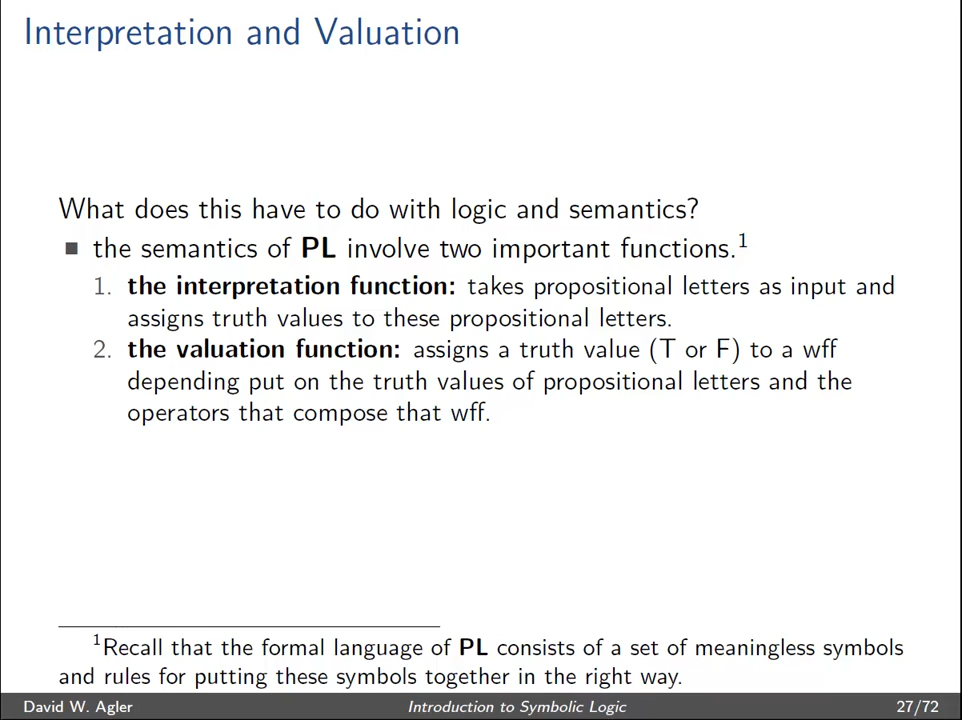 Interpretation and Valuation
What does this have to do with logic and semantics?
■ the semantics of PL involve two important functions.¹
1. the interpretation function: takes propositional letters as input and
assigns truth values to these propositional letters.
2. the valuation function: assigns a truth value (T or F) to a wff
depending put on the truth values of propositional letters and the
operators that compose that wff.
¹Recall that the formal language of PL consists of a set of meaningless symbols
and rules for putting these symbols together in the right way.
David W. Agler Introduction to Symbolic Logic 27/72